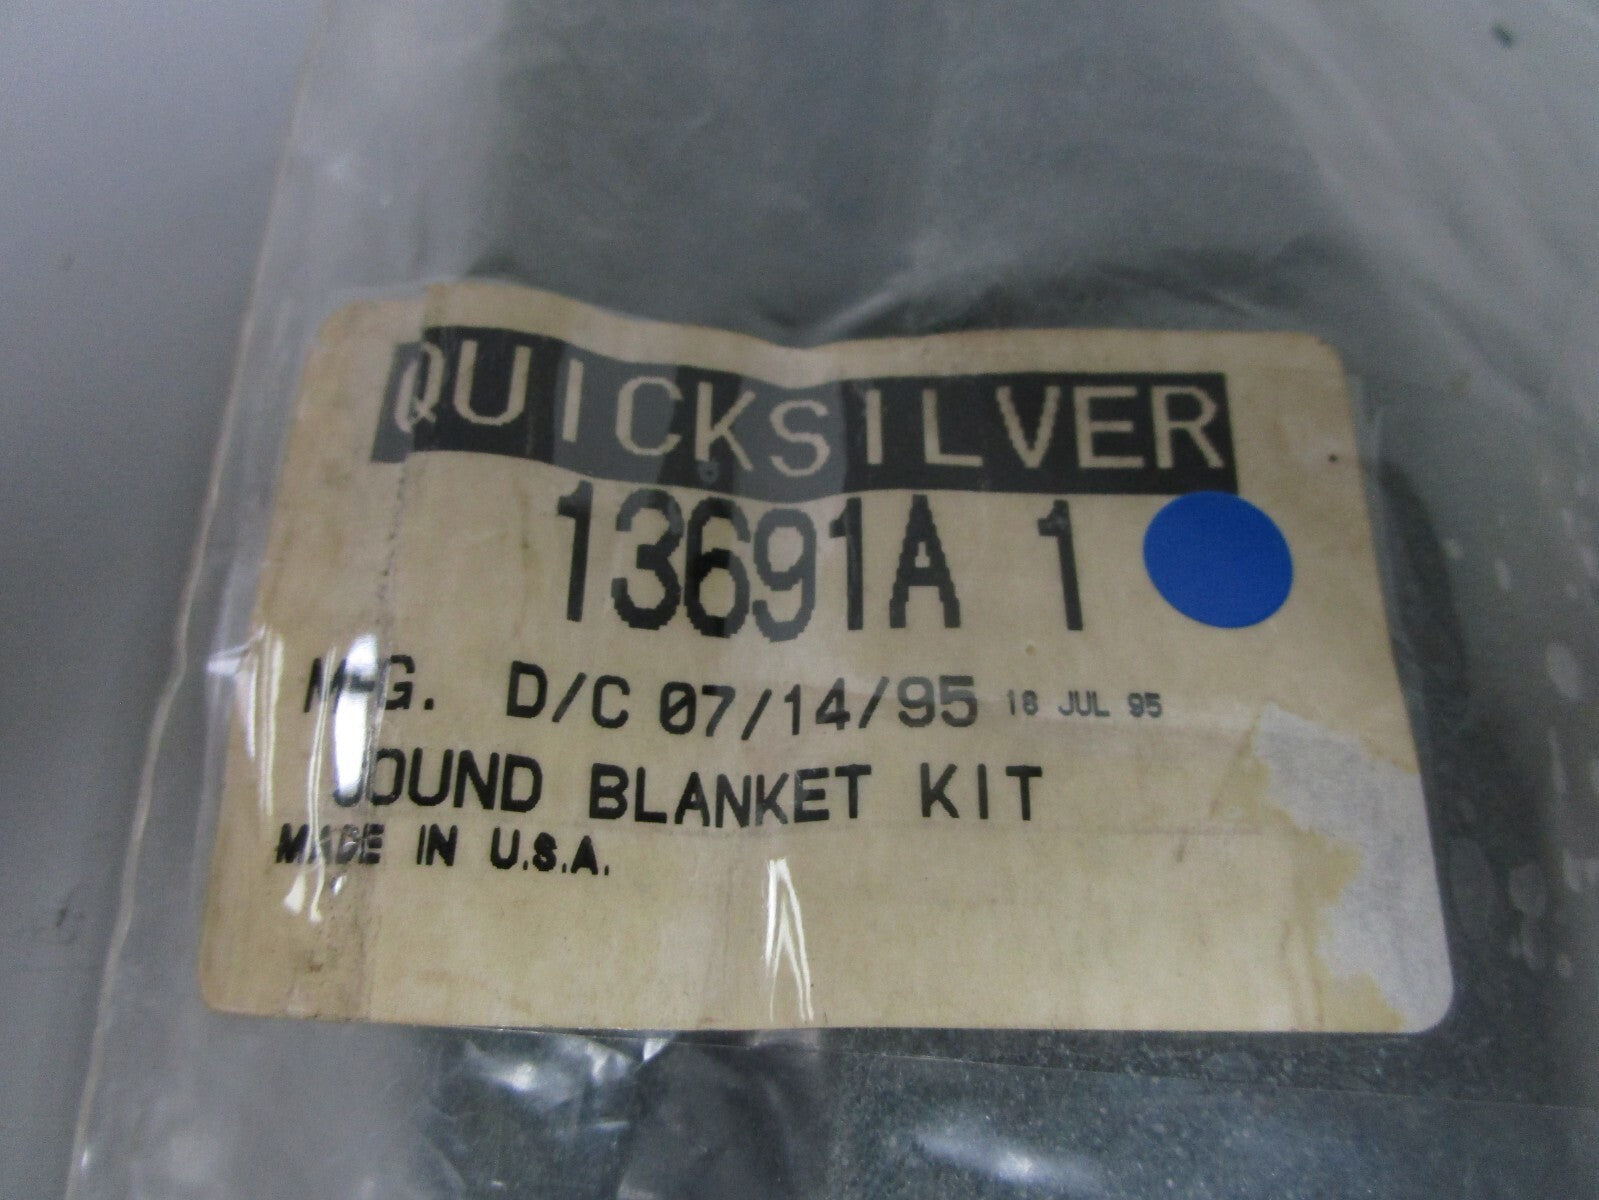 QUICKSILVER
13691A 1
MFG. D/C 07/14/95 18 JUL 95
SOUND BLANKET KIT
MADE IN U.S.A.